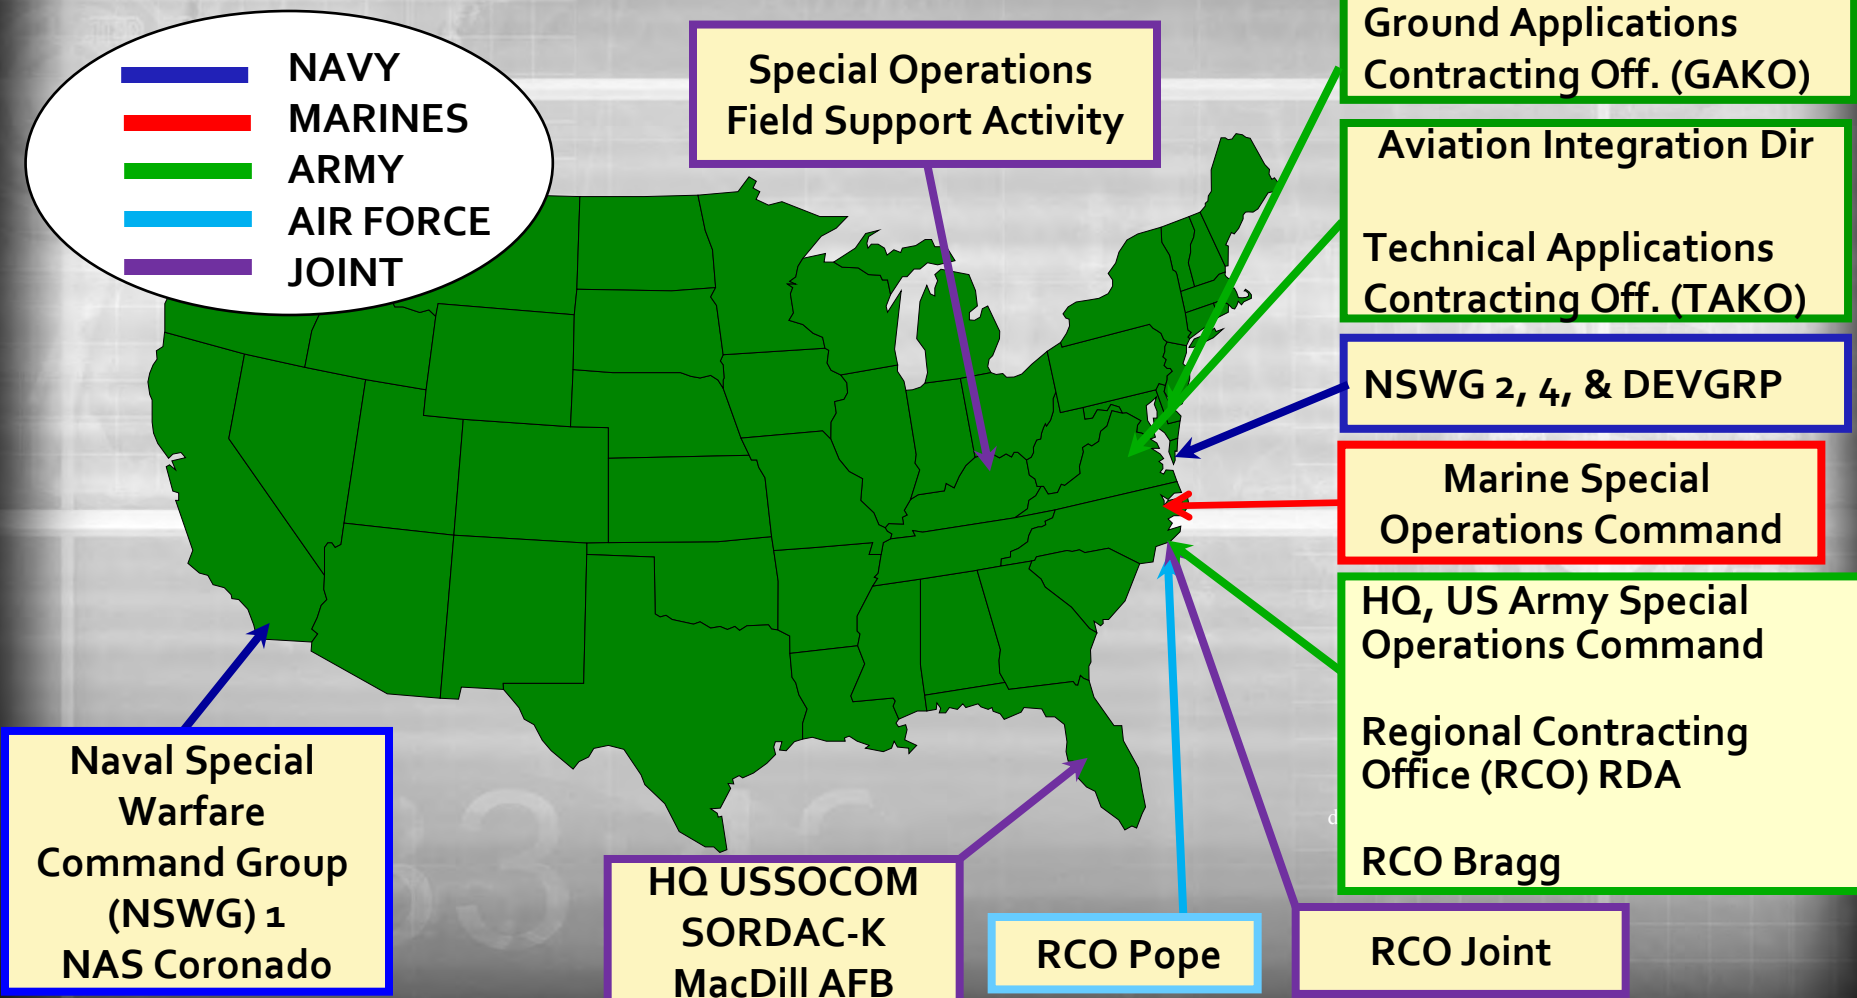 NAVY
MARINES
ARMY
AIR FORCE
JOINT
Special Operations
Field Support Activity
Ground Applications
Contracting Off. (GAKO)
Aviation Integration Dir
Technical Applications
Contracting Off. (TAKO)
NSWG 2, 4, & DEVGRP
Marine Special
Operations Command
HQ, US Army Special
Operations Command
Regional Contracting
Office (RCO) RDA
RCO Bragg
Naval Special
Warfare
Command Group
(NSWG) 1
NAS Coronado
HQ USSOCOM
SORDAC-K
MacDill AFB
RCO Pope
RCO Joint